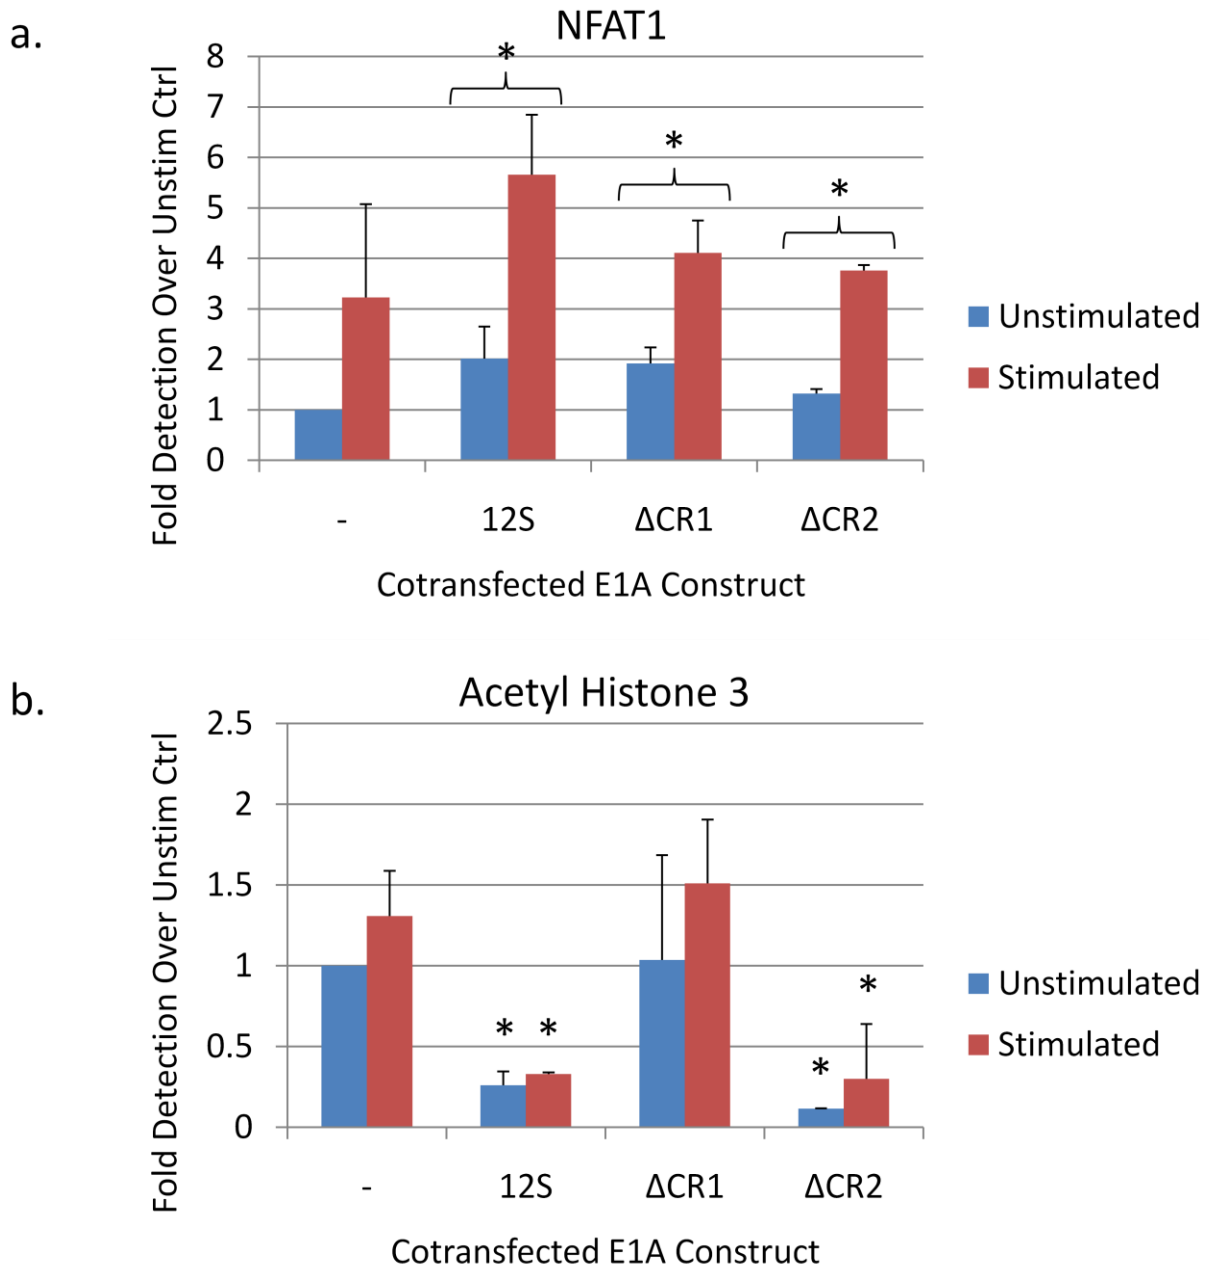 a.
NFAT1
Fold Detection Over Unstim Ctrl
8
7
6
5
4
3
2
1
0
*
*
*
- 12S ΔCR1 ΔCR2
Cotransfected E1A Construct
Unstimulated
Stimulated
b.
Acetyl Histone 3
Fold Detection Over Unstim Ctrl
2.5
2
1.5
1
0.5
0
* *
* *
- 12S ΔCR1 ΔCR2
Cotransfected E1A Construct
Unstimulated
Stimulated